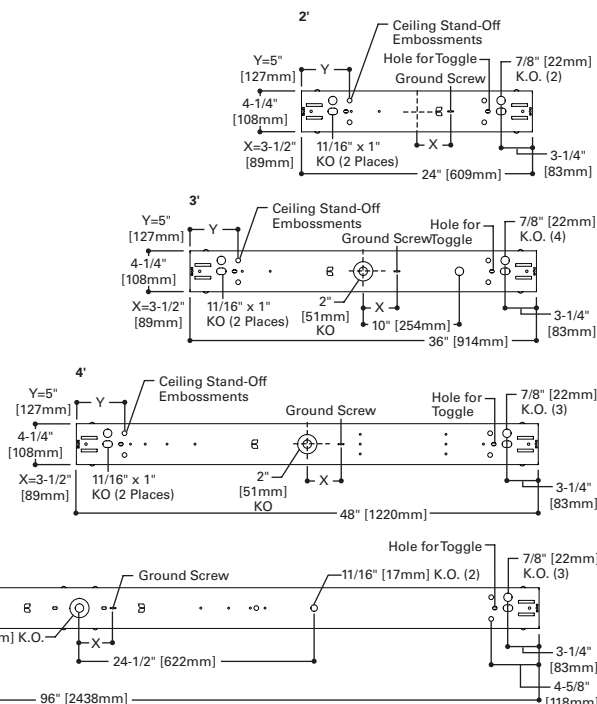 2'
Ceiling Stand-Off
Embossments
Y=5"
[127mm]
Y
Hole for Toggle
7/8" [22mm]
K.O. (2)
Ground Screw
4-1/4"
[108mm]
X=3-1/2"
[89mm]
11/16" x 1"
KO (2 Places)
X
3-1/4"
[83mm]
24" [609mm]
3'
Ceiling Stand-Off
Embossments
Y=5"
[127mm]
Y
Ground Screw
Hole for
Toggle
7/8" [22mm]
K.O. (4)
4-1/4"
[108mm]
X=3-1/2"
[89mm]
11/16" x 1"
KO (2 Places)
2"
[51mm]
KO
X
10" [254mm]
3-1/4"
[83mm]
36" [914mm]
4'
Ceiling Stand-Off
Embossments
Y=5"
[127mm]
Y
Ground Screw
Hole for
Toggle
7/8" [22mm]
K.O. (3)
4-1/4"
[108mm]
X=3-1/2"
[89mm]
11/16" x 1"
KO (2 Places)
2"
[51mm]
KO
X
3-1/4"
[83mm]
48" [1220mm]
Hole for Toggle
Ground Screw
11/16" [17mm] K.O. (2)
7/8" [22mm]
K.O. (3)
m] K.O.
X
24-1/2" [622mm]
3-1/4"
[83mm]
4-5/8"
[118mm]
96" [2438mm]